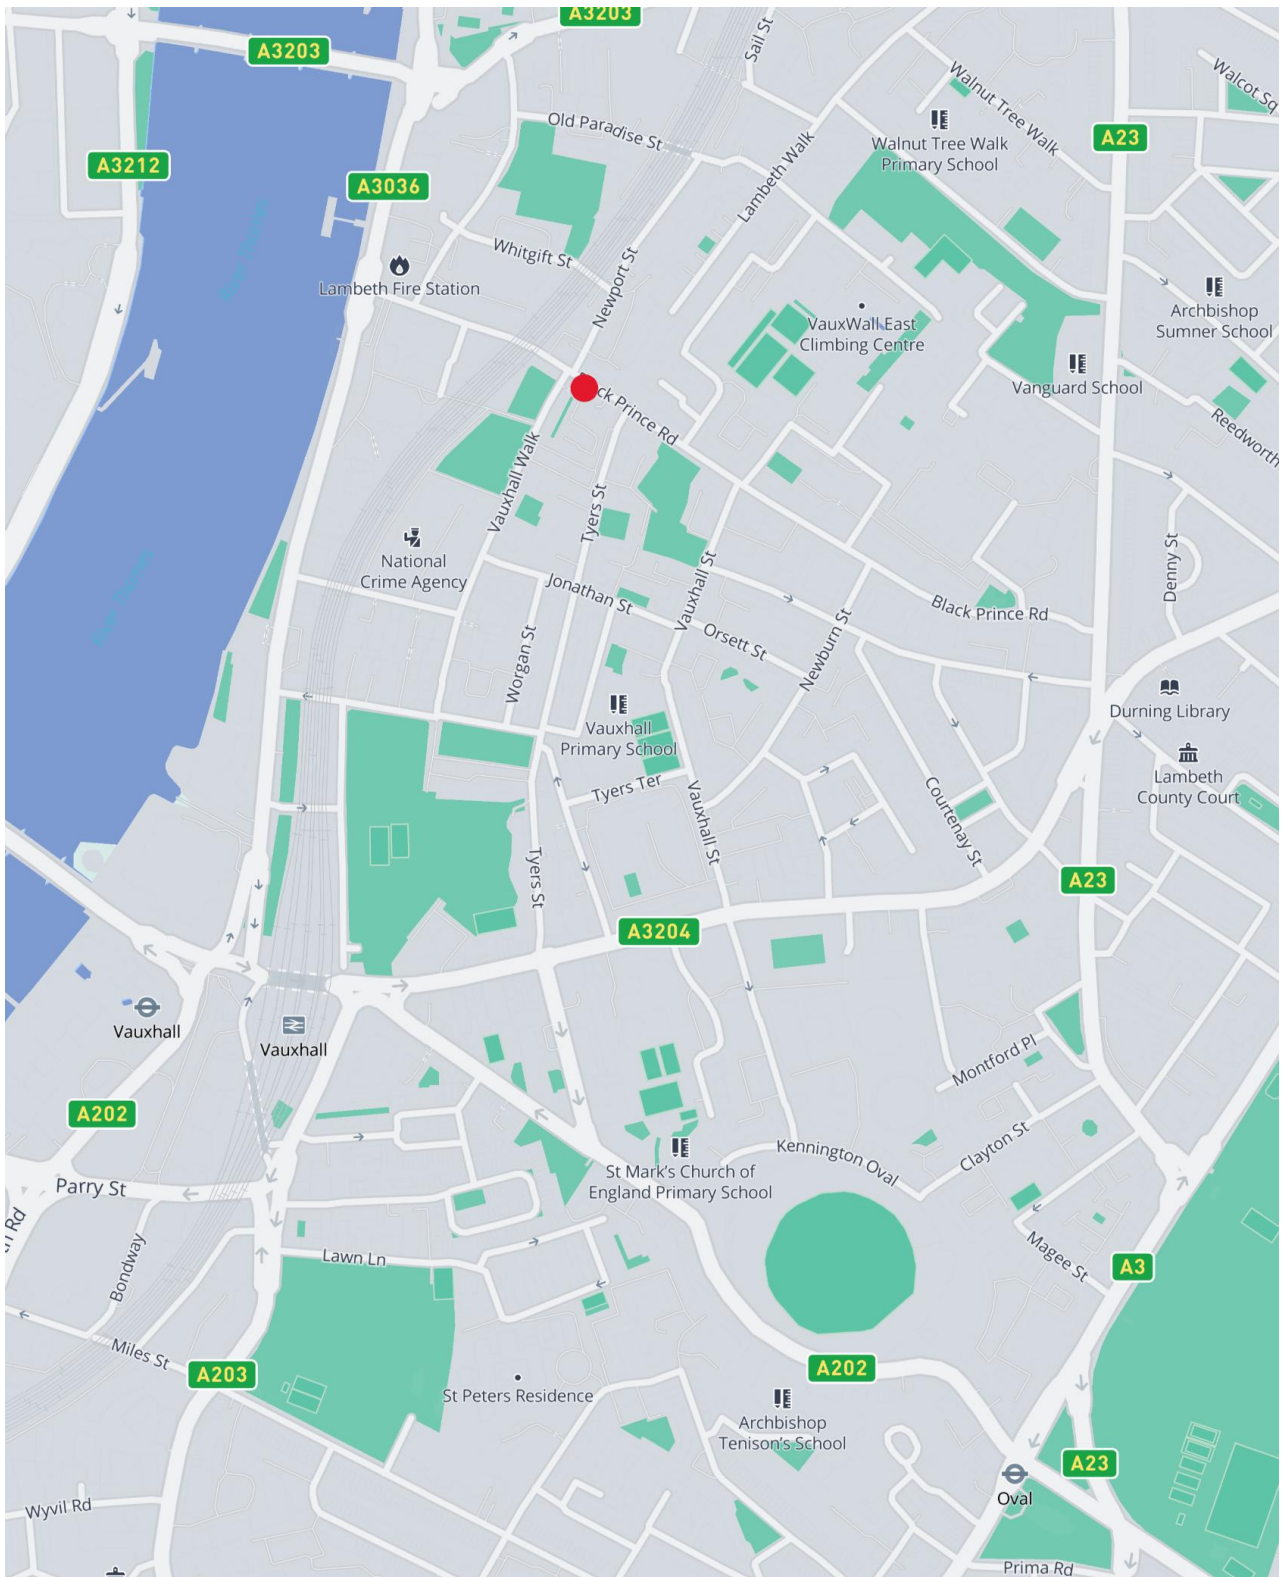 A3203
A3203
Sail St
Walnut Tree Walk
Walcot Sq
Old Paradise St
Walnut Tree Walk
Primary School
A23
A3212
A3036
Lambeth Walk
Whitgift St
Lambeth Fire Station
Newport St
VauxWall East
Climbing Centre
Archbishop
Sumner School
Vanguard School
Black Prince Rd
Reedworth
Vauxhall Walk
Tyers St
National
Crime Agency
Jonathan St
Vauxhall St
Denny St
Black Prince Rd
Orsett St
Newburn St
Worgan St
Durning Library
Vauxhall
Primary School
Lambeth
County Court
Tyers Ter
Vauxhall St
Courtenay St
Tyers St
A23
A3204
Vauxhall
Vauxhall
Montford Pl
A202
Clayton St
Kennington Oval
St Mark's Church of
England Primary School
Parry St
Rd
Bondway
Lawn Ln
Magee St
A3
Miles St
A203
A202
St Peters Residence
Archbishop
Tenison's School
A23
Oval
Wyvil Rd
Prima Rd